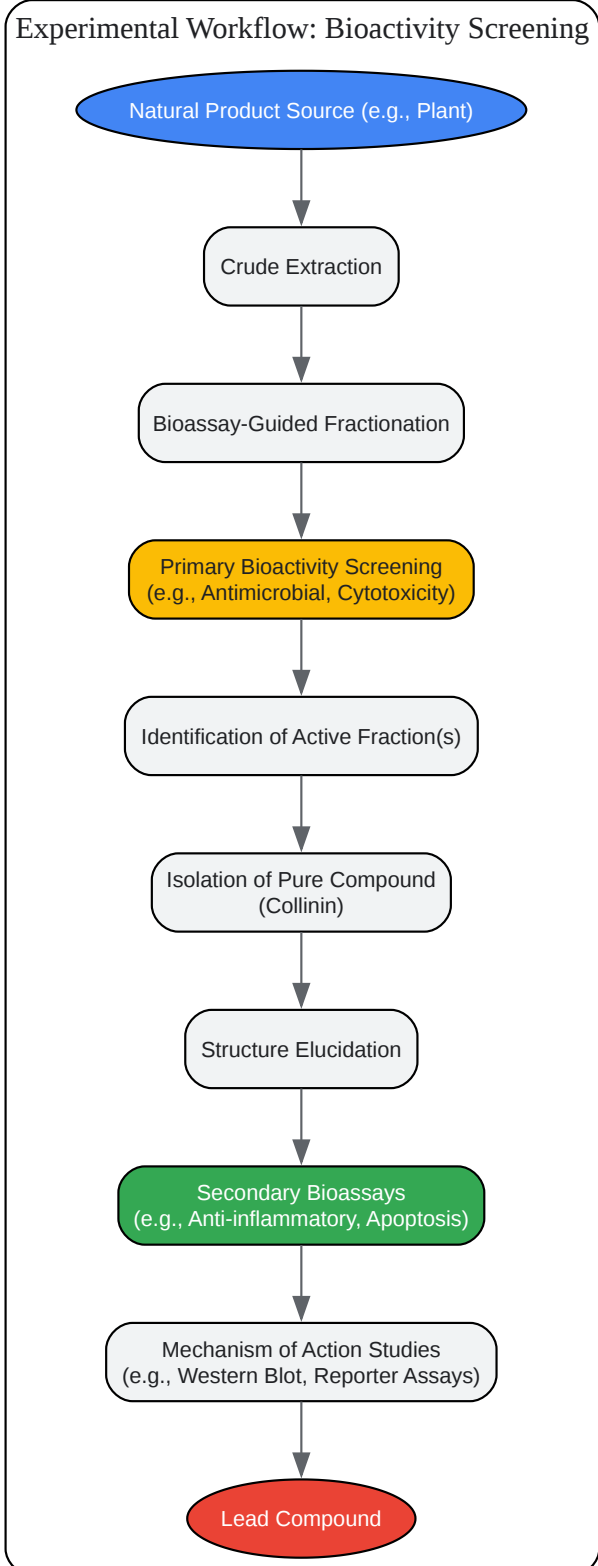 Experimental Workflow: Bioactivity Screening
Natural Product Source (e.g., Plant)
Crude Extraction
Bioassay-Guided Fractionation
Primary Bioactivity Screening
(e.g., Antimicrobial, Cytotoxicity)
Identification of Active Fraction(s)
Isolation of Pure Compound
(Collinin)
Structure Elucidation
Secondary Bioassays
(e.g., Anti-inflammatory, Apoptosis)
Mechanism of Action Studies
(e.g., Western Blot, Reporter Assays)
Lead Compound